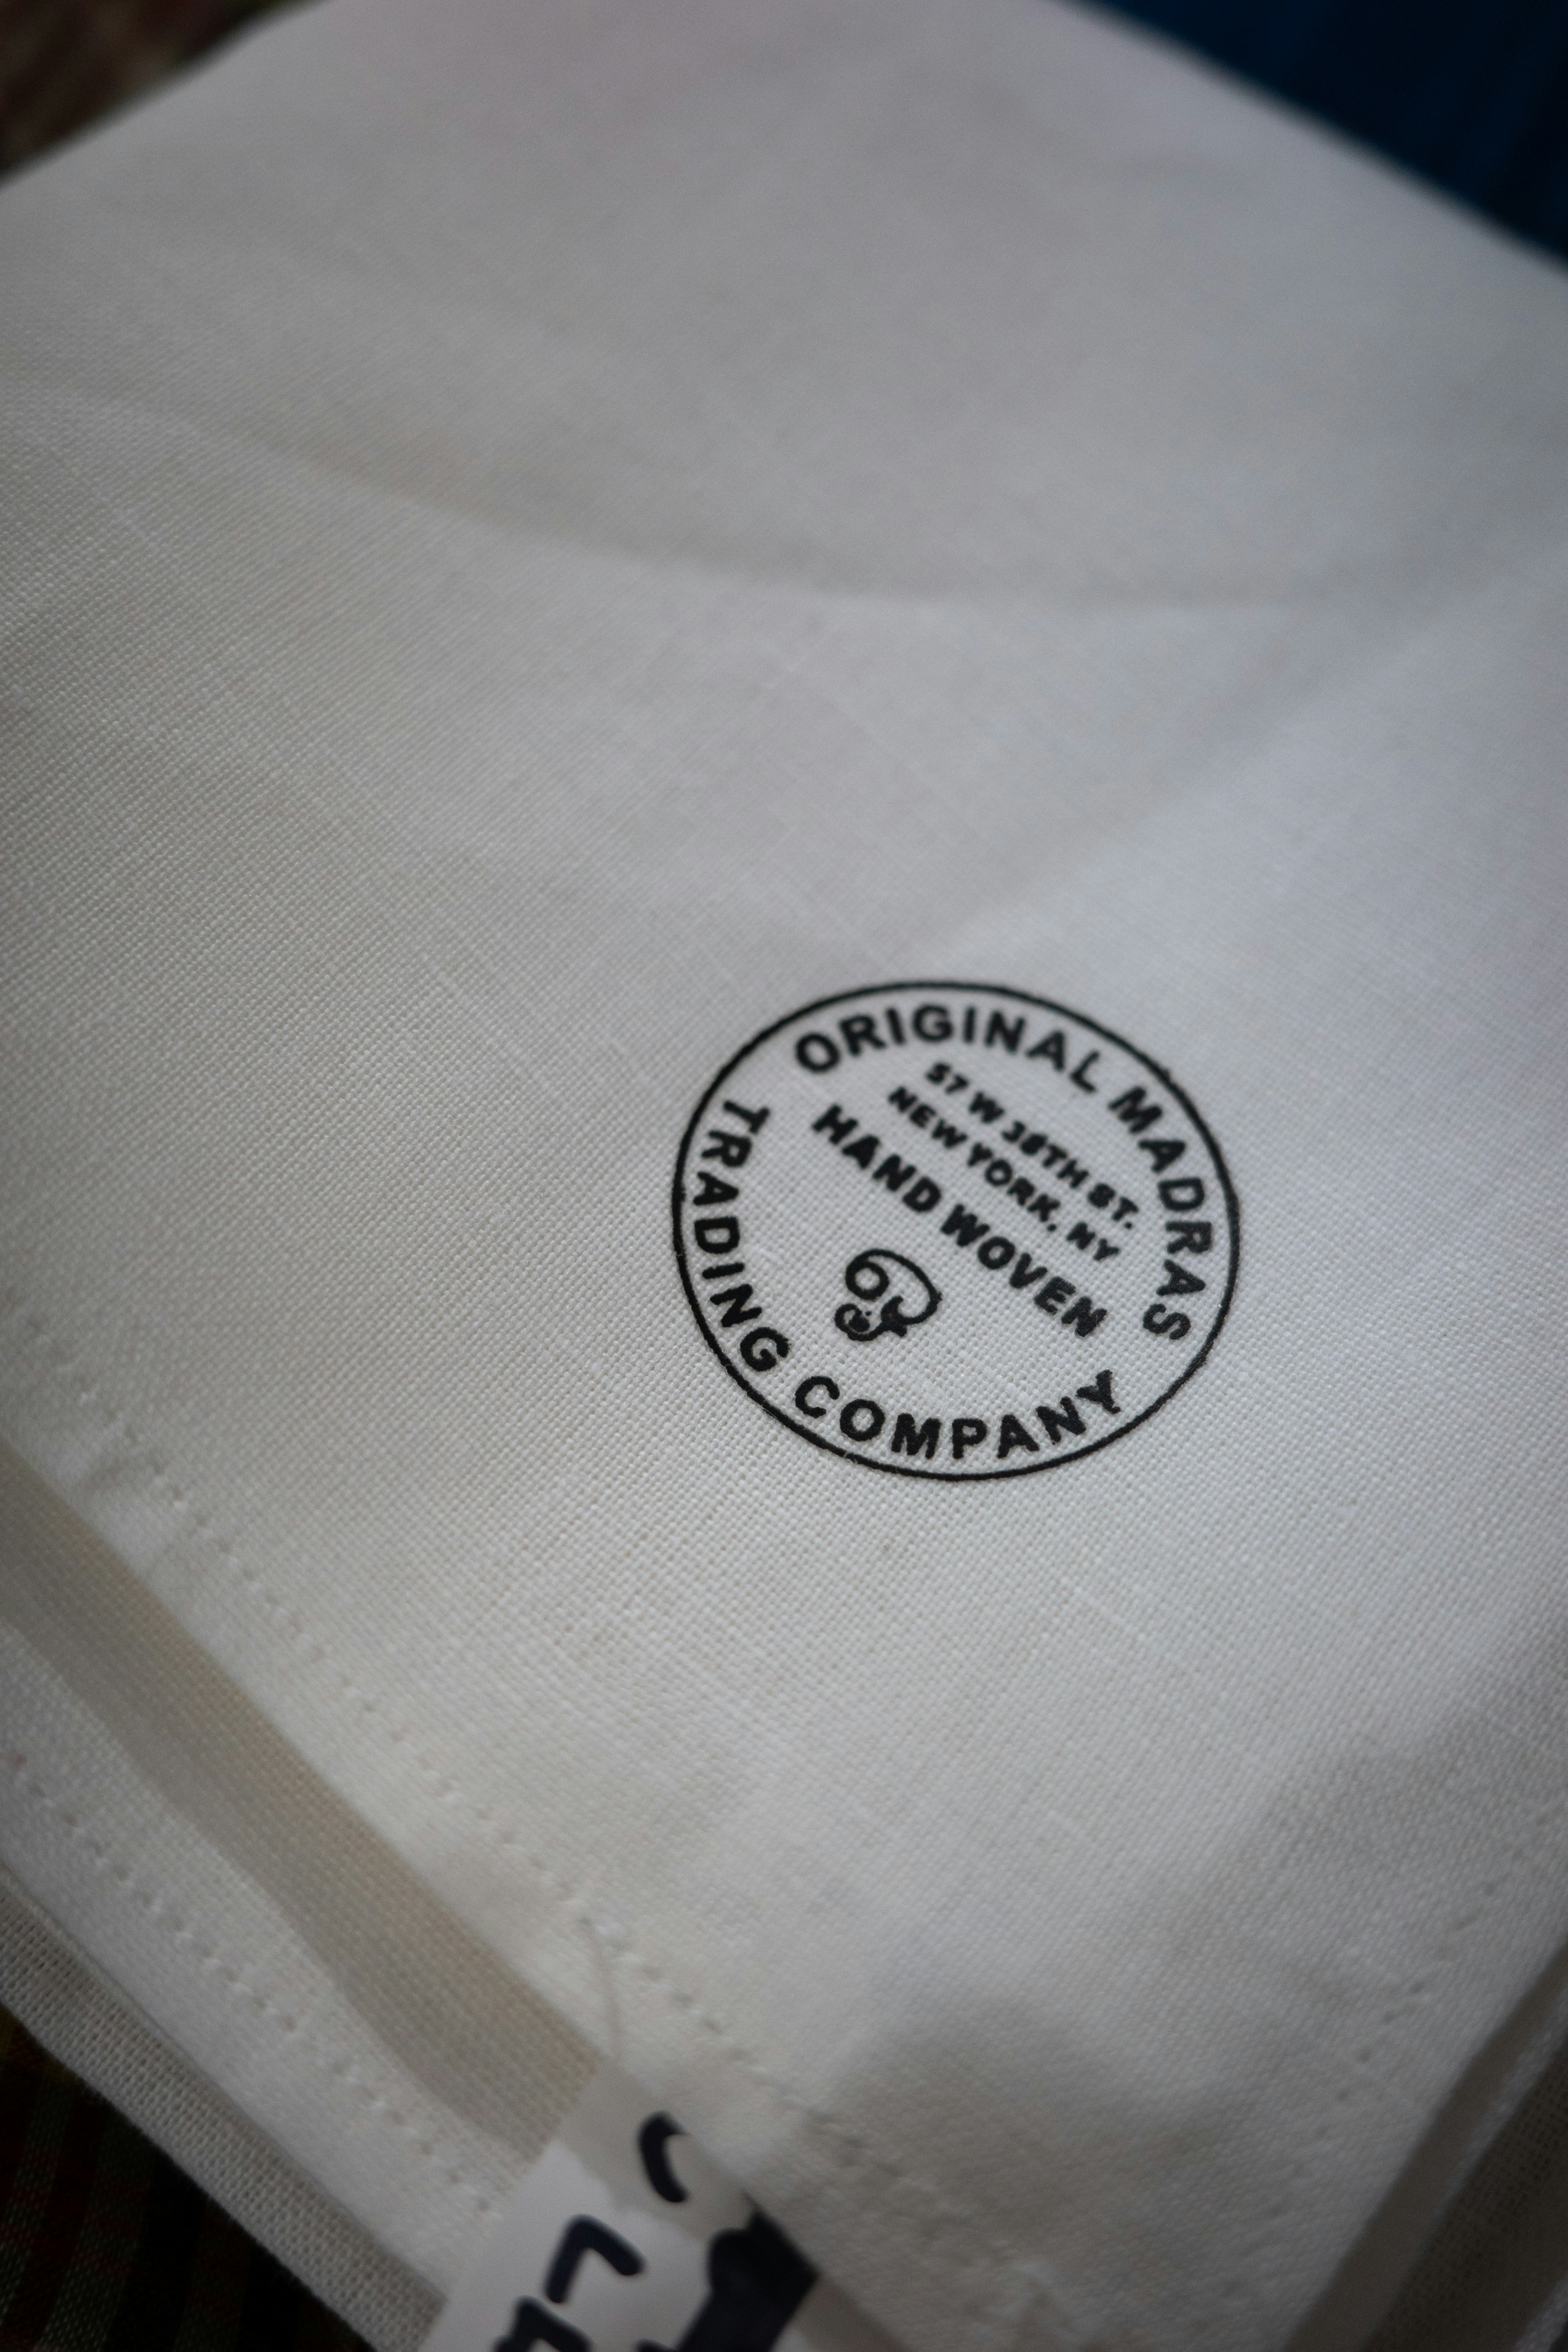 ORIGINAL MADRAS
57 W 38TH ST.
NEW YORK, NY
HAND WOVEN
TRADING COMPANY